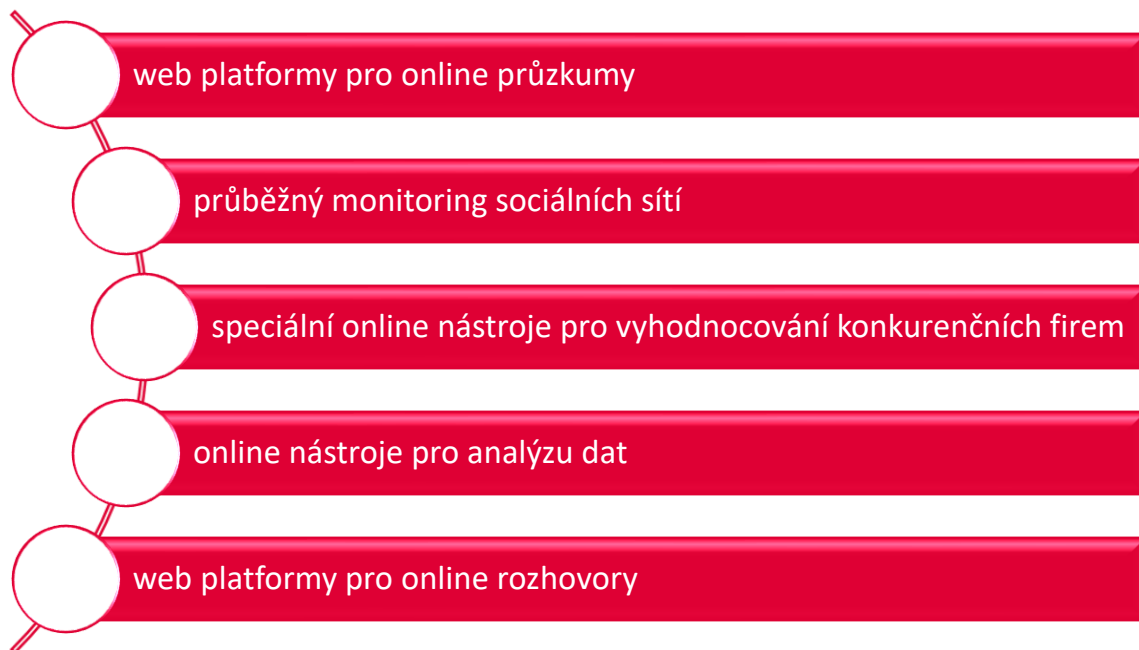 web platformy pro online průzkumy
průběžný monitoring sociálních sítí
speciální online nástroje pro vyhodnocování konkurenčních firem
online nástroje pro analýzu dat
web platformy pro online rozhovory